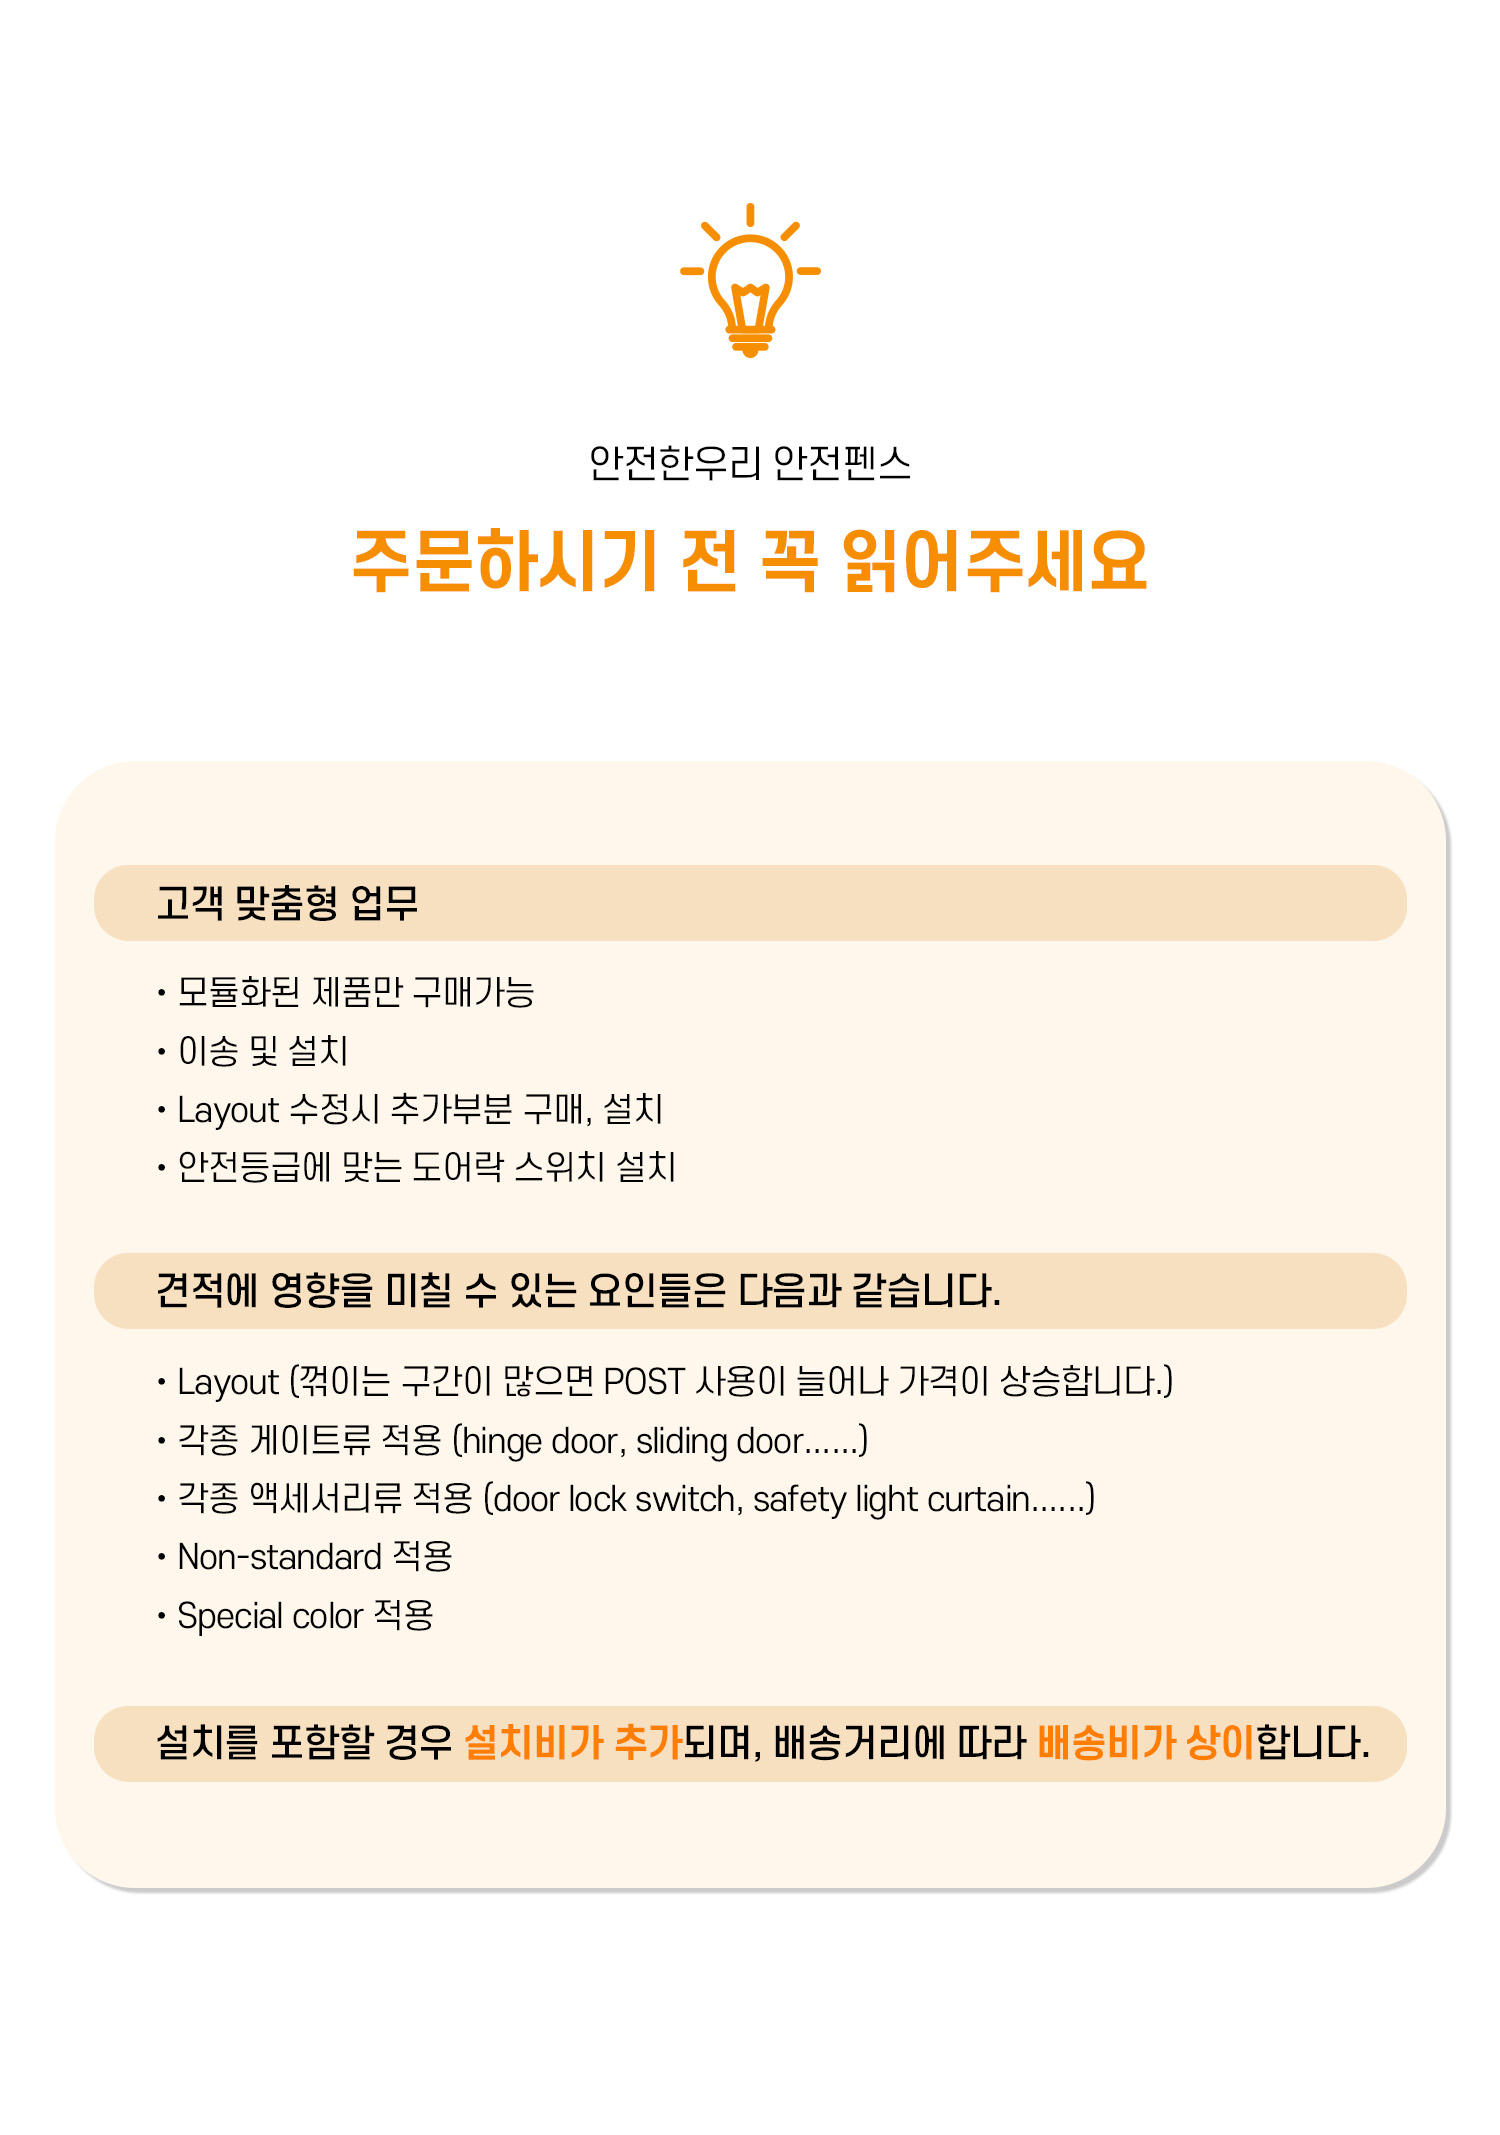 안전한우리 안전펜스
주문하시기 전 꼭 읽어주세요
고객 맞춤형 업무
• 모듈화된 제품만 구매가능
• 이송 및 설치
• Layout 수정시 추가부분 구매, 설치
• 안전등급에 맞는 도어락 스위치 설치
견적에 영향을 미칠 수 있는 요인들은 다음과 같습니다.
• Layout (꺾이는 구간이 많으면 POST 사용이 늘어나 가격이 상승합니다.)
• 각종 게이트류 적용 (hinge door, sliding door......)
• 각종 액세서리류 적용 (door lock switch, safety light curtain......)
• Non-standard 적용
• Special color 적용
설치를 포함할 경우 설치비가 추가되며, 배송거리에 따라 배송비가 상이합니다.